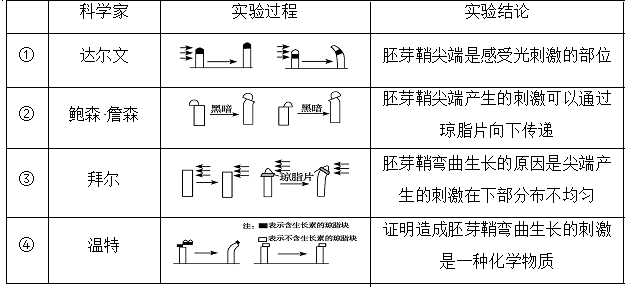 科学家 实验过程 实验结论
① 达尔文 胚芽鞘尖端是感受光刺激的部位
② 鲍森·詹森 黑暗 黑暗 胚芽鞘尖端产生的刺激可以通过
琼脂片向下传递
③ 拜尔 琼脂片 胚芽鞘弯曲生长的原因是尖端产
生的刺激在下部分布不均匀
④ 温特 注: 表示含生长素的琼脂块
表示不含生长素的琼脂块
证明造成胚芽鞘弯曲生长的刺激
是一种化学物质